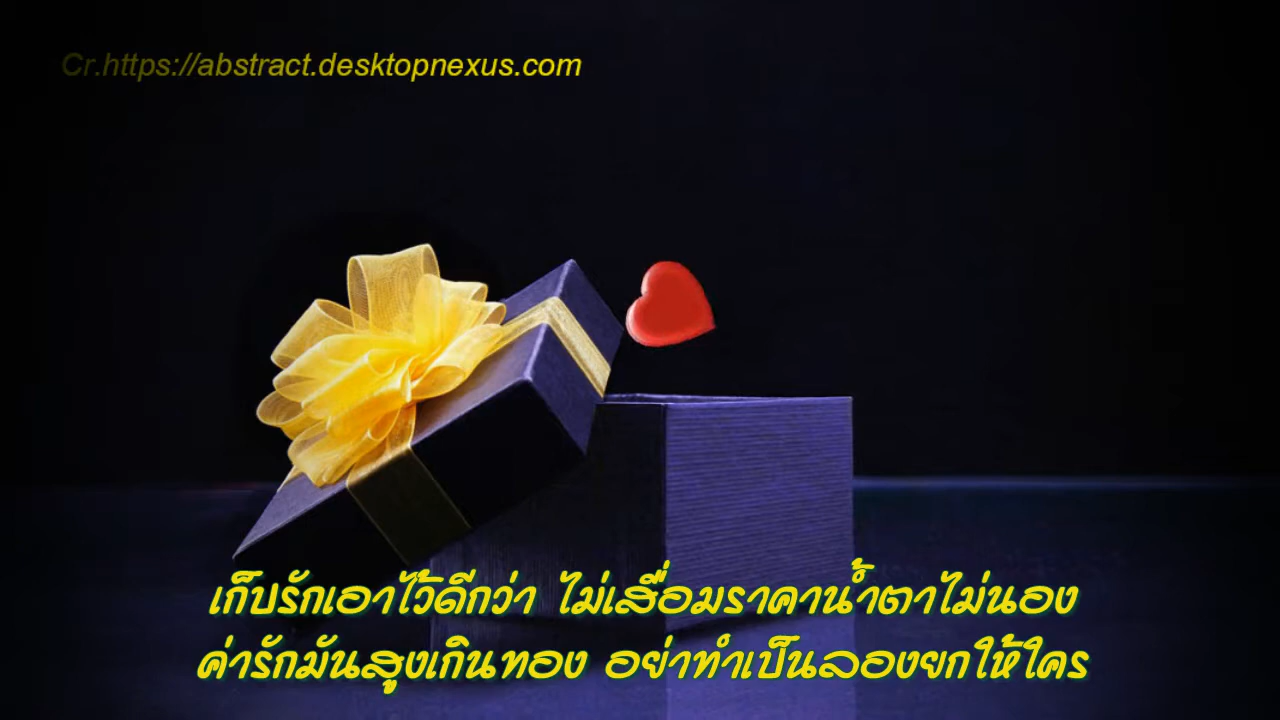 Cr.https://abstract.desktopnexus.com
เก็บรักเอาไว้ดีกว่า ไม่เสื่อมราคาน้ำตาไม่นอง
ค่ารักมันสูงเกินทอง อย่าทำเป็นลองยกให้ใคร